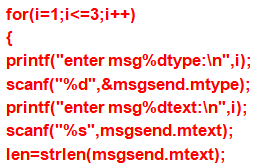 for(i=1;i<=3;i++)
{
printf("enter msg%dtype:\n",i);
scanf("%d",&msgsend.mtype);
printf("enter msg%dtext:\n",i);
scanf("%s",msgsend.mtext);
len=strlen(msgsend.mtext);